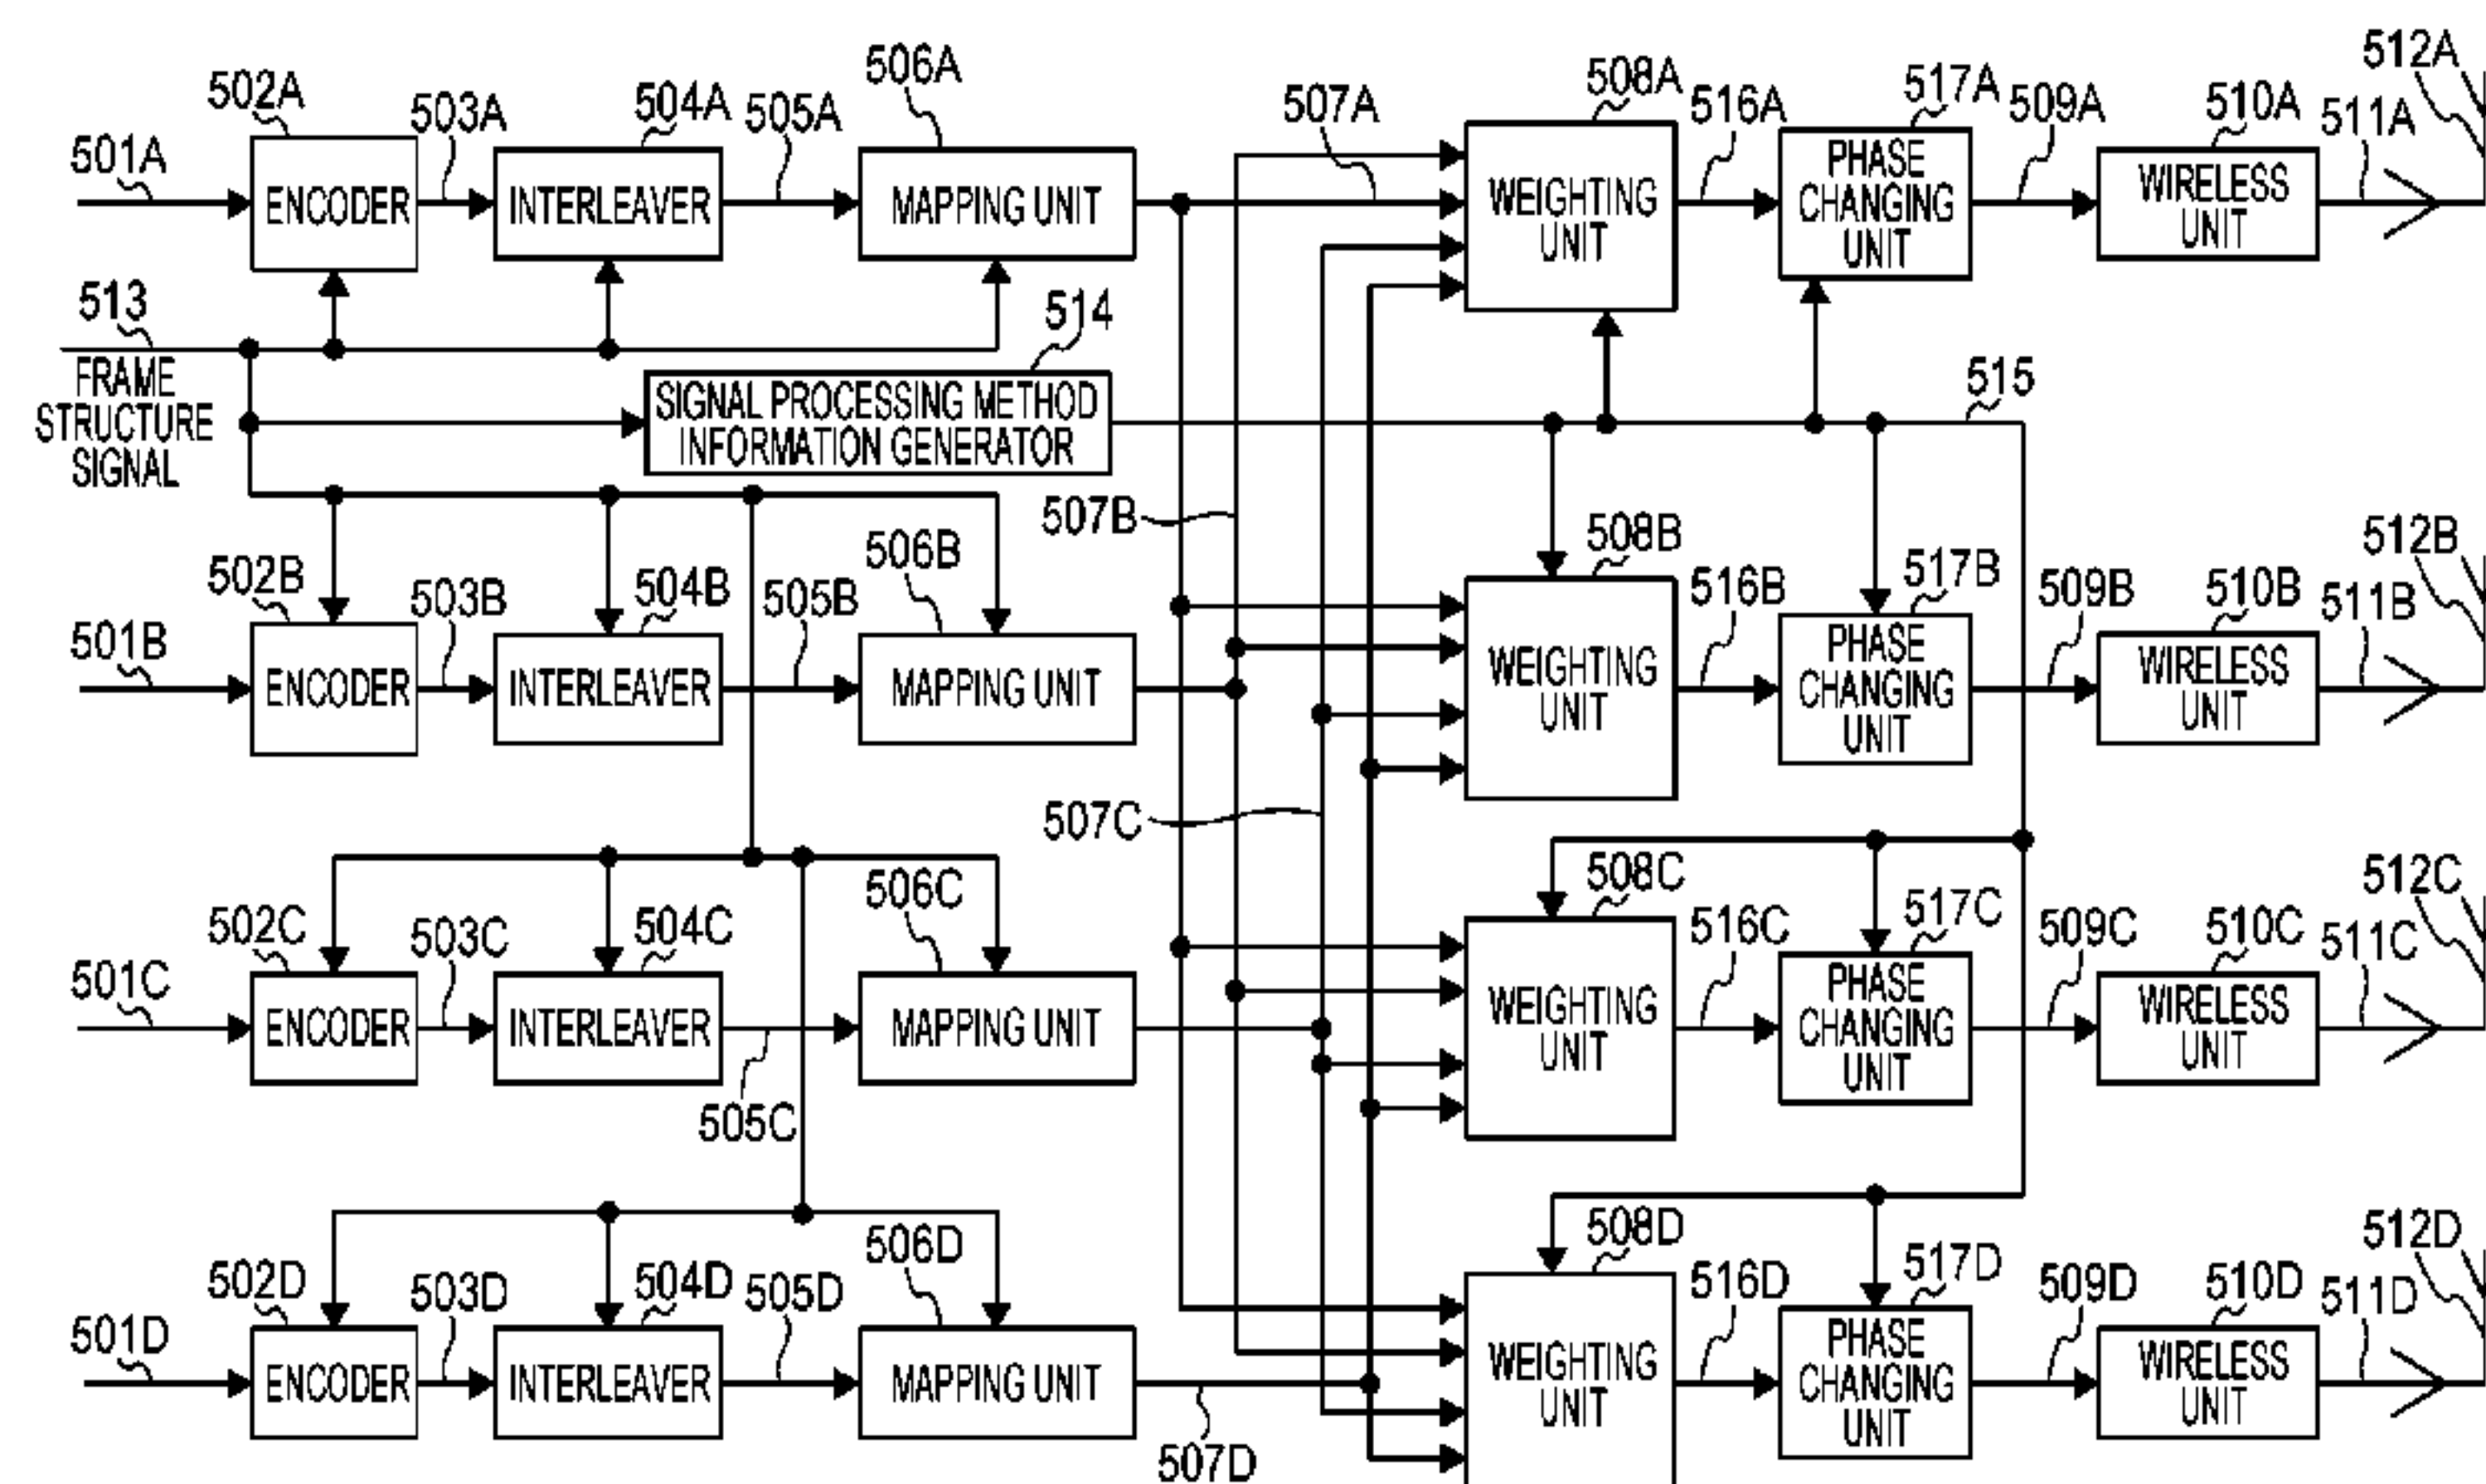 506A
512A
502A
503A
504A
505A
507A
508A
516A
517A
509A
510A
511A
501A
ENCODER
INTERLEAVER
MAPPING UNIT
WEIGHTING
UNIT
PHASE
CHANGING
UNIT
WIRELESS
UNIT
513
514
FRAME
STRUCTURE
SIGNAL
SIGNAL PROCESSING METHOD
INFORMATION GENERATOR
515
507B
506B
508B
512B
502B
503B
504B
505B
516B
517B
509B
510B
511B
501B
ENCODER
INTERLEAVER
MAPPING UNIT
WEIGHTING
UNIT
PHASE
CHANGING
UNIT
WIRELESS
UNIT
507C
506C
508C
512C
502C
503C
504C
516C
517C
509C
510C
511C
501C
ENCODER
INTERLEAVER
MAPPING UNIT
WEIGHTING
UNIT
PHASE
CHANGING
UNIT
WIRELESS
UNIT
505C
506D
508D
512D
502D
503D
504D
505D
516D
517D
509D
510D
511D
501D
ENCODER
INTERLEAVER
MAPPING UNIT
WEIGHTING
UNIT
PHASE
CHANGING
UNIT
WIRELESS
UNIT
507D